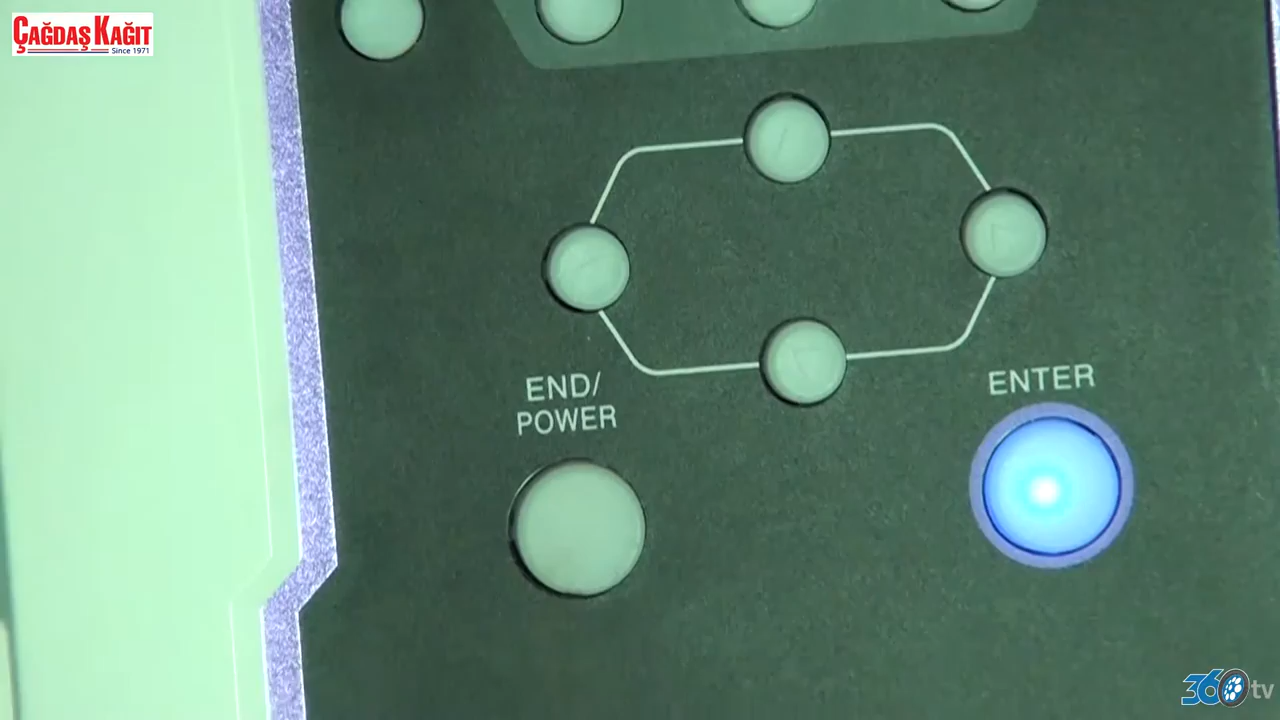 ÇAĞDAŞ KAĞIT
Since 1971
END/
POWER
ENTER
360tv